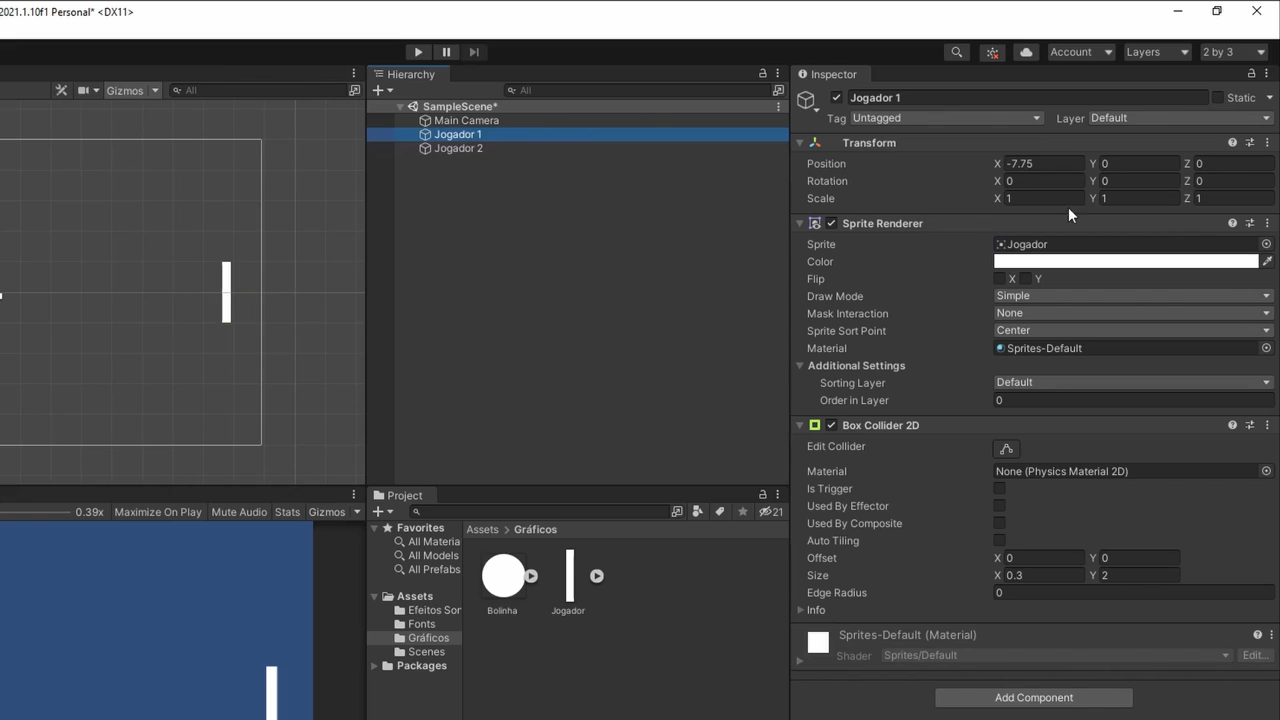 2021.1.10f1 Personal* <DX11>
Account Layers 2 by 3
Gizmos All
Hierarchy
All
SampleScene*
Main Camera
Jogador 1
Jogador 2
0.39x Maximize On Play Mute Audio Stats Gizmos
Project
21
Favorites
All Materia
All Models
All Prefabs
Assets
Efeitos Sor
Fonts
Gráficos
Scenes
Packages
Assets > Gráficos
Bolinha Jogador
Inspector
Jogador 1 Static
Tag Untagged Layer Default
Transform
Position X -7.75 Y 0 Z 0
Rotation X 0 Y 0 Z 0
Scale X 1 Y 1 Z 1
Sprite Renderer
Sprite Jogador
Color
Flip X Y
Draw Mode Simple
Mask Interaction None
Sprite Sort Point Center
Material Sprites-Default
Additional Settings
Sorting Layer Default
Order in Layer 0
Box Collider 2D
Edit Collider
Material None (Physics Material 2D)
Is Trigger
Used By Effector
Used By Composite
Auto Tiling
Offset X 0 Y 0
Size X 0.3 Y 2
Edge Radius 0
Info
Sprites-Default (Material)
Shader Sprites/Default Edit...
Add Component